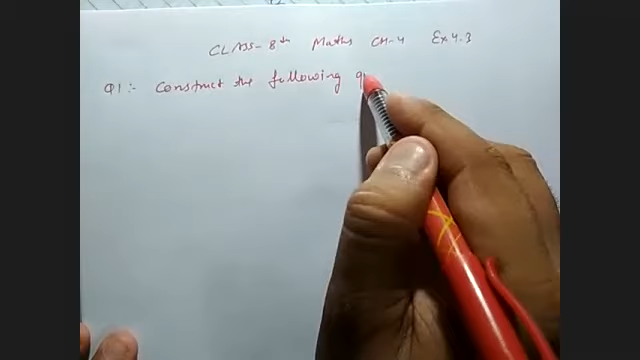 CLASS-8th Maths CH-4 Ex 4.3
Q1:- Construct the following q